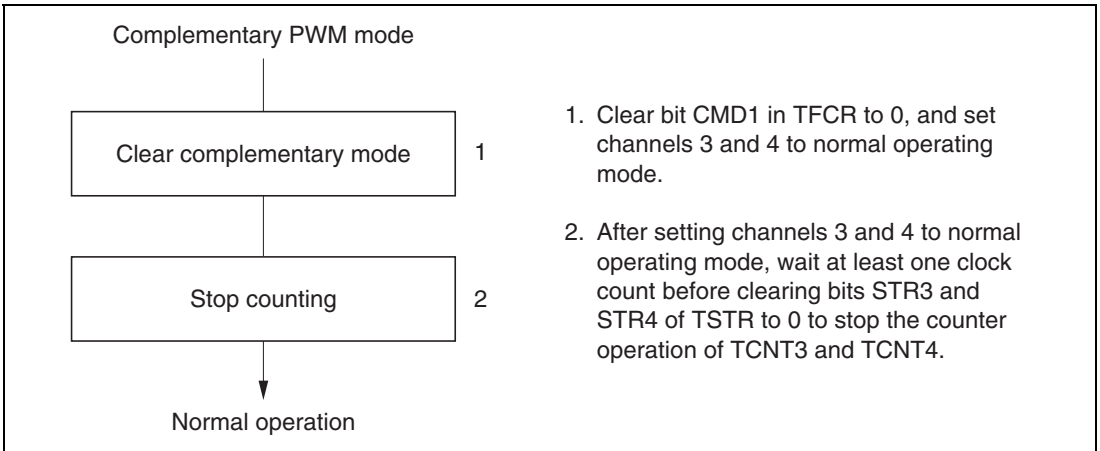 Complementary PWM mode
Clear complementary mode
1
Stop counting
2
Normal operation
1. Clear bit CMD1 in TFCR to 0, and set
channels 3 and 4 to normal operating
mode.
2. After setting channels 3 and 4 to normal
operating mode, wait at least one clock
count before clearing bits STR3 and
STR4 of TSTR to 0 to stop the counter
operation of TCNT3 and TCNT4.